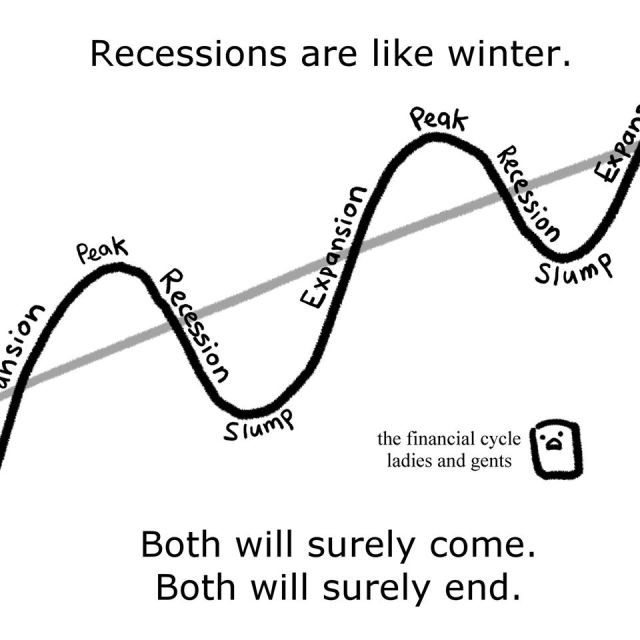 Recessions are like winter.
Peak
Expans
Recession
Expansion
Slump
Peak
Recession
ansion
Slump
the financial cycle
ladies and gents
Both will surely come.
Both will surely end.